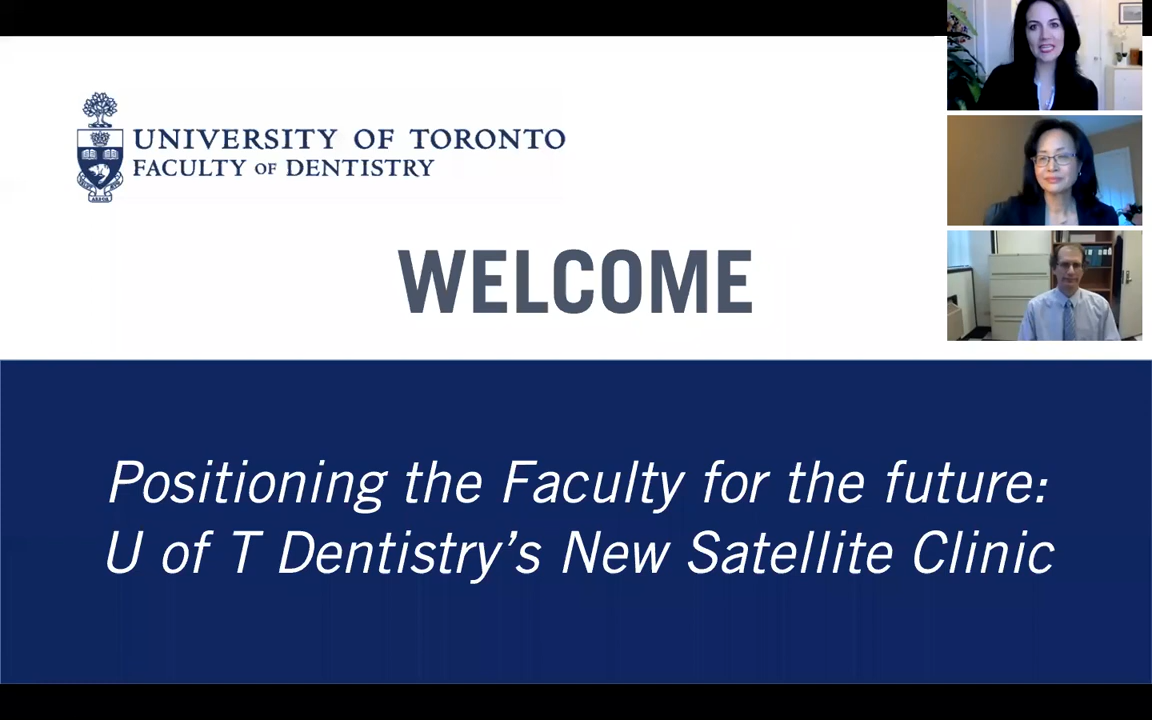 UNIVERSITY OF TORONTO
FACULTY OF DENTISTRY
WELCOME
Positioning the Faculty for the future:
U of T Dentistry's New Satellite Clinic